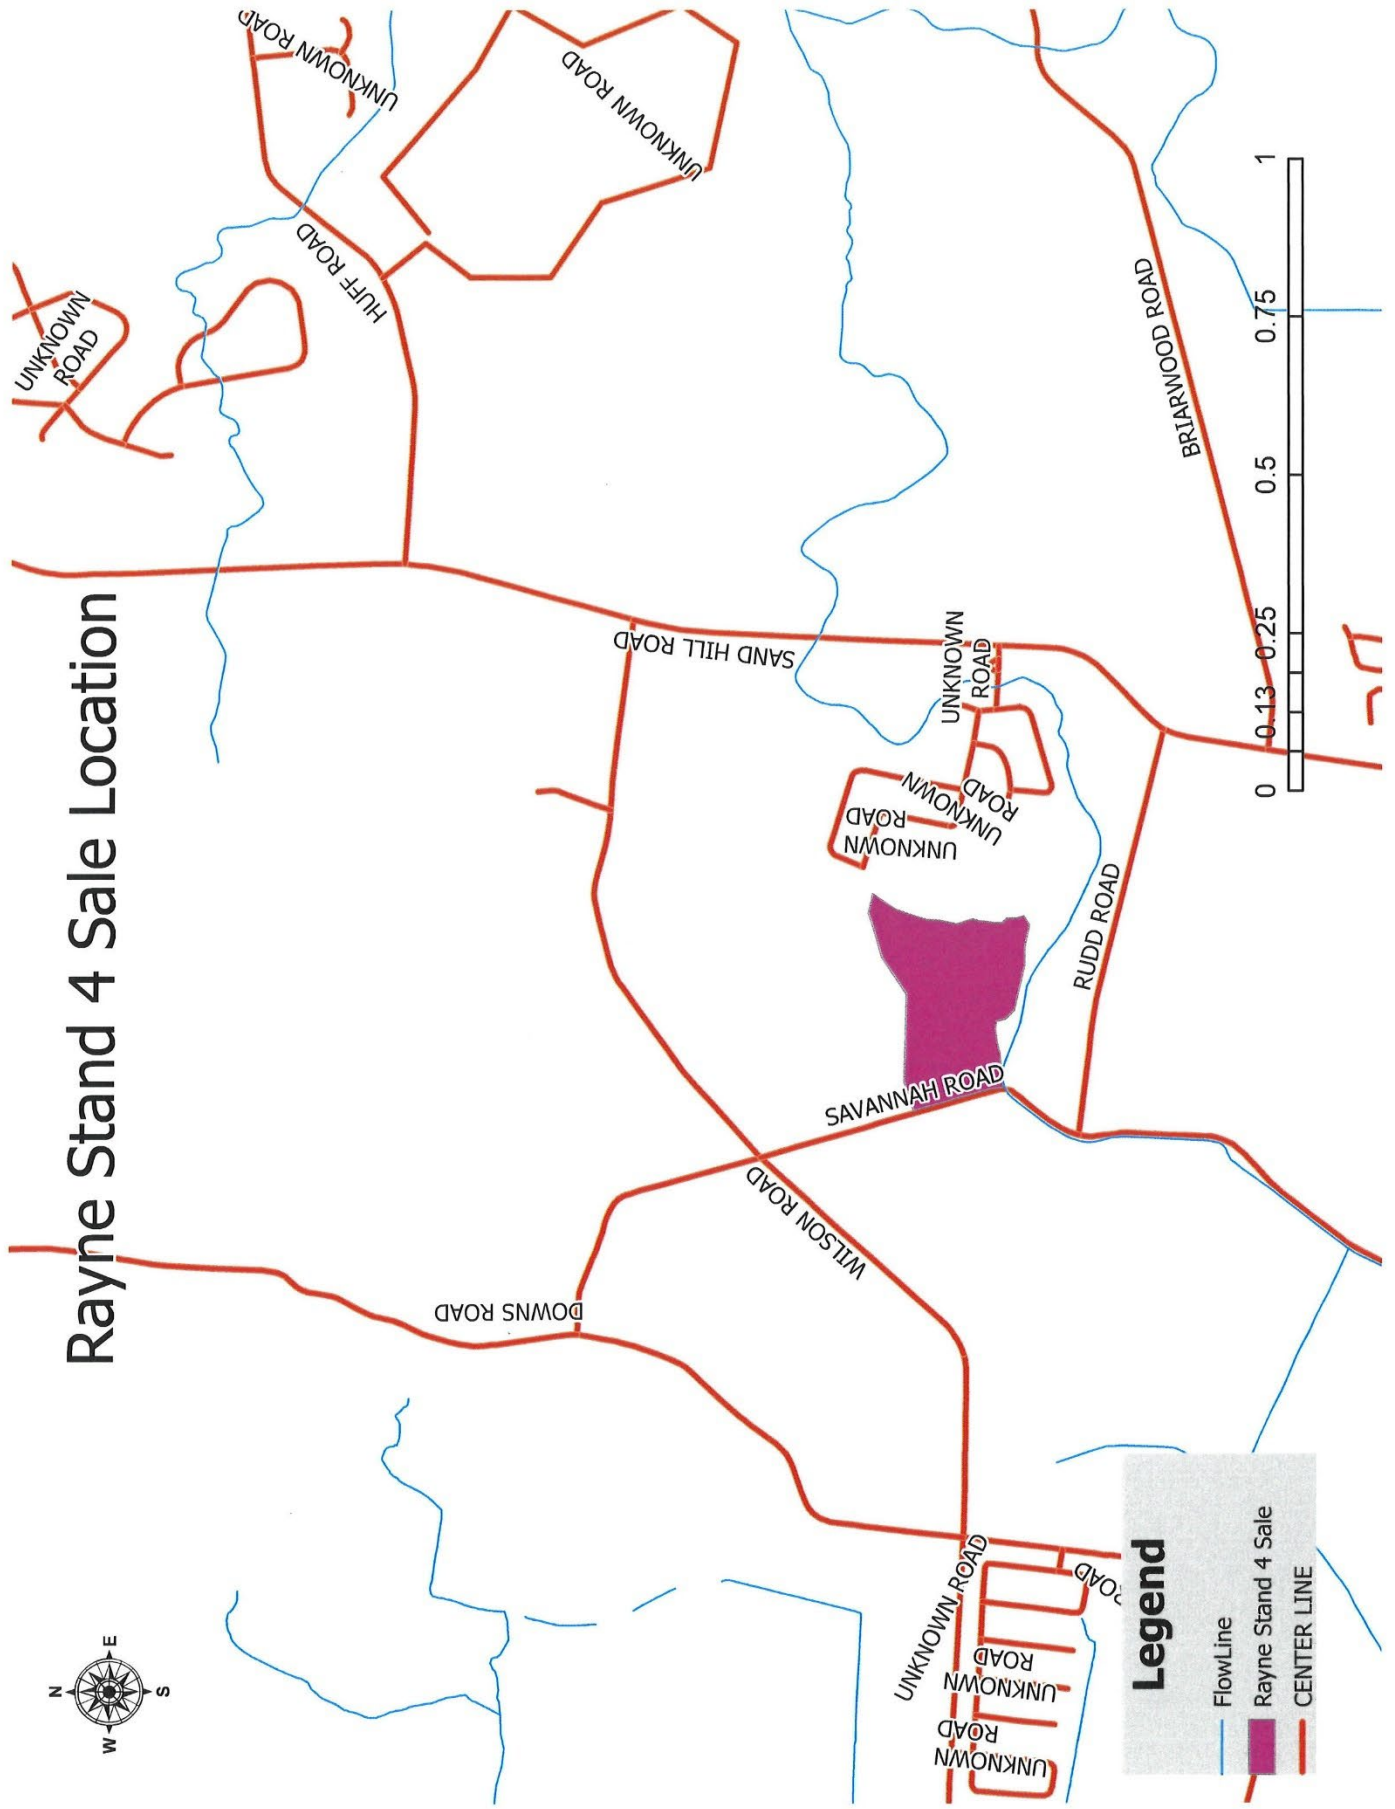 Rayne Stand 4 Sale Location
N
W
E
S
UNKNOWN
ROAD
UNKNOWN ROAD
HUFF ROAD
UNKNOWN ROAD
DOWNS ROAD
SAND HILL ROAD
WILSON ROAD
SAVANNAH ROAD
UNKNOWN
ROAD
UNKNOWN
ROAD
UNKNOWN
ROAD
UNKNOWN ROAD
UNKNOWN
ROAD
UNKNOWN
ROAD
ROAD
RUDD ROAD
BRIARWOOD ROAD
Legend
FlowLine
Rayne Stand 4 Sale
CENTER LINE
0
0.13
0.25
0.5
0.75
1